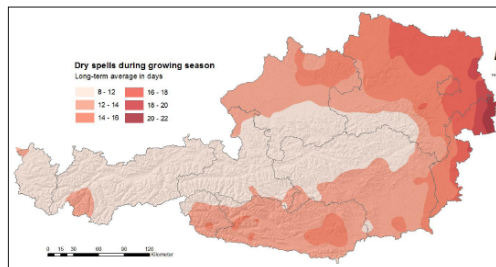 Dry spells during growing season
Long-term average in days
8 - 12
16 - 18
12 - 14
18 - 20
14 - 16
20 - 22
0 15 30 60 90 120
Kilometer